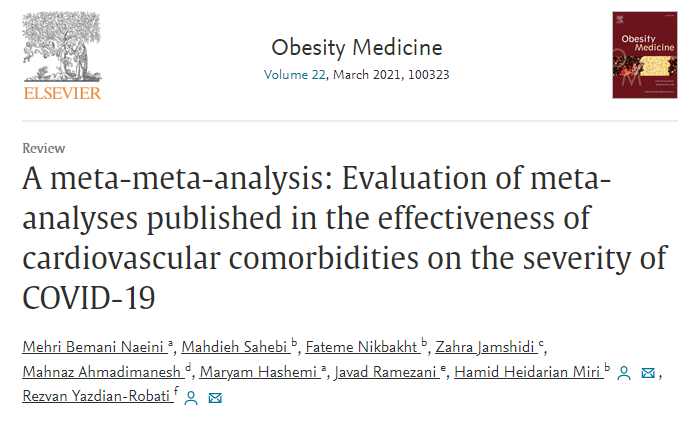 ELSEVIER
Obesity Medicine
Volume 22, March 2021, 100323
Obesity
Medicine
Review
A meta-meta-analysis: Evaluation of meta-
analyses published in the effectiveness of
cardiovascular comorbidities on the severity of
COVID-19
Mehri Bemani Naeini a, Mahdieh Sahebi b, Fateme Nikbakht b, Zahra Jamshidi c,
Mahnaz Ahmadimanesh d, Maryam Hashemi a, Javad Ramezani e, Hamid Heidarian Miri b,
Rezvan Yazdian-Robati f